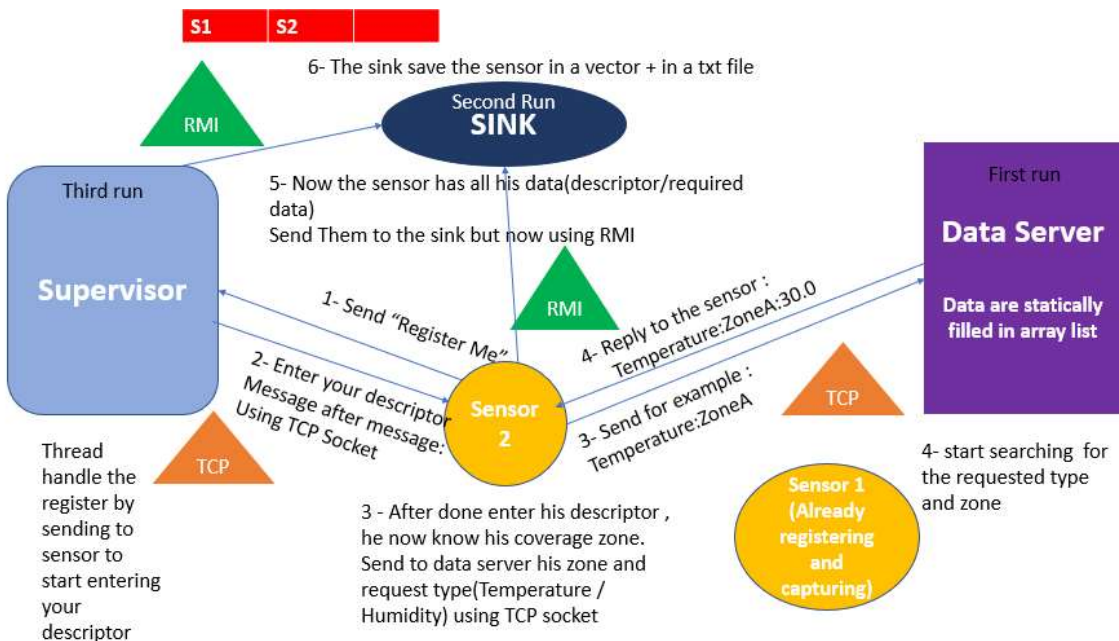 S1 S2
6- The sink save the sensor in a vector + in a txt file
RMI
Second Run
SINK
Third run
Supervisor
5- Now the sensor has all his data(descriptor/required
data)
Send Them to the sink but now using RMI
First run
Data Server
Data are statically
filled in array list
RMI
1- Send “Register Me”
2- Enter your descriptor
Message after message:
Using TCP Socket
4- Reply to the sensor :
Temperature:ZoneA:30.0
3- Send for example :
Temperature:ZoneA
Sensor
2
TCP
TCP
Thread
handle the
register by
sending to
sensor to
start entering
your
descriptor
3 - After done enter his descriptor ,
he now know his coverage zone.
Send to data server his zone and
request type(Temperature /
Humidity) using TCP socket
Sensor 1
(Already
registering
and
capturing)
4- start searching for
the requested type
and zone